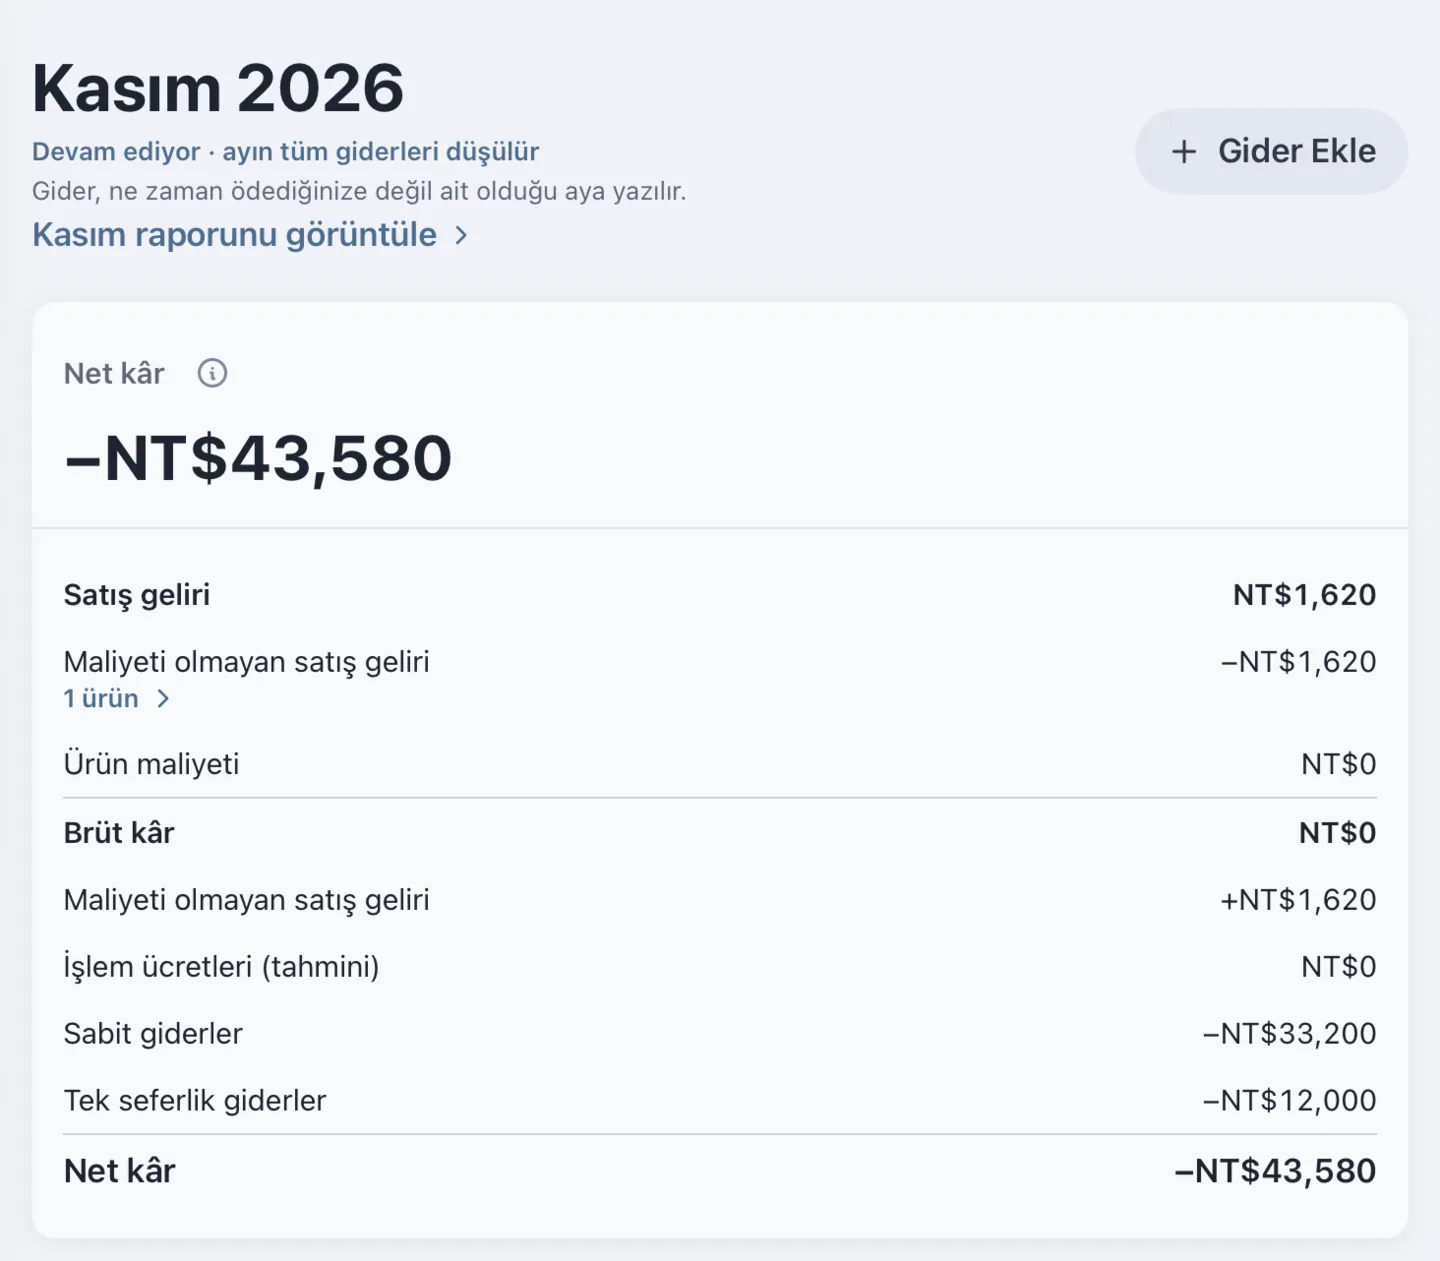 Kasım 2026
Devam ediyor · ayın tüm giderleri düşülür
Gider, ne zaman ödediğinize değil ait olduğu aya yazılır.
Kasım raporunu görüntüle >
+ Gider Ekle
Net kâr
–NT$43,580
Satış geliri NT$1,620
Maliyeti olmayan satış geliri –NT$1,620
1 ürün >
Ürün maliyeti NT$0
Brüt kâr NT$0
Maliyeti olmayan satış geliri +NT$1,620
İşlem ücretleri (tahmini) NT$0
Sabit giderler –NT$33,200
Tek seferlik giderler –NT$12,000
Net kâr –NT$43,580